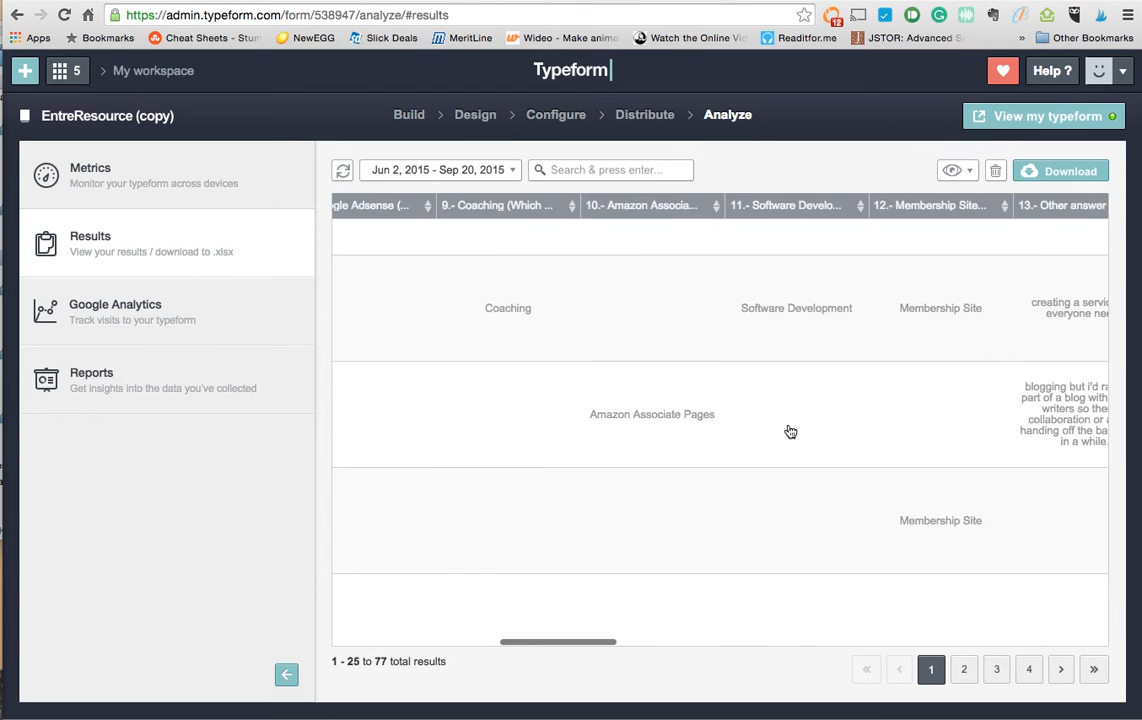 https://admin.typeform.com/form/538947/analyze/#results
12
Apps
Bookmarks
Cheat Sheets - Stum
NewEGG
Slick Deals
MeritLine
Video - Make anima
Watch the Online Vi
Readitfor.me
JSTOR: Advanced S
»
Other Bookmarks
+
5
My workspace
Typeform
Help ?
EntreResource (copy)
Build > Design > Configure > Distribute > Analyze
View my typeform
Metrics
Monitor your typeform across devices
Results
View your results / download to .xlsx
Google Analytics
Track visits to your typeform
Reports
Get insights into the data you've collected
Jun 2, 2015 - Sep 20, 2015
Search & press enter...
Download
gle Adsense (...
9.- Coaching (Which ...
10.- Amazon Associa...
11.- Software Develo...
12.- Membership Site...
13.- Other answer
Coaching
Software Development
Membership Site
creating a servic
everyone nee
Amazon Associate Pages
blogging but i'd ra
part of a blog with
writers so the
collaboration or a
handing off the ba
in a while.
Membership Site
1 - 25 to 77 total results
« ‹ 1 2 3 4 › »